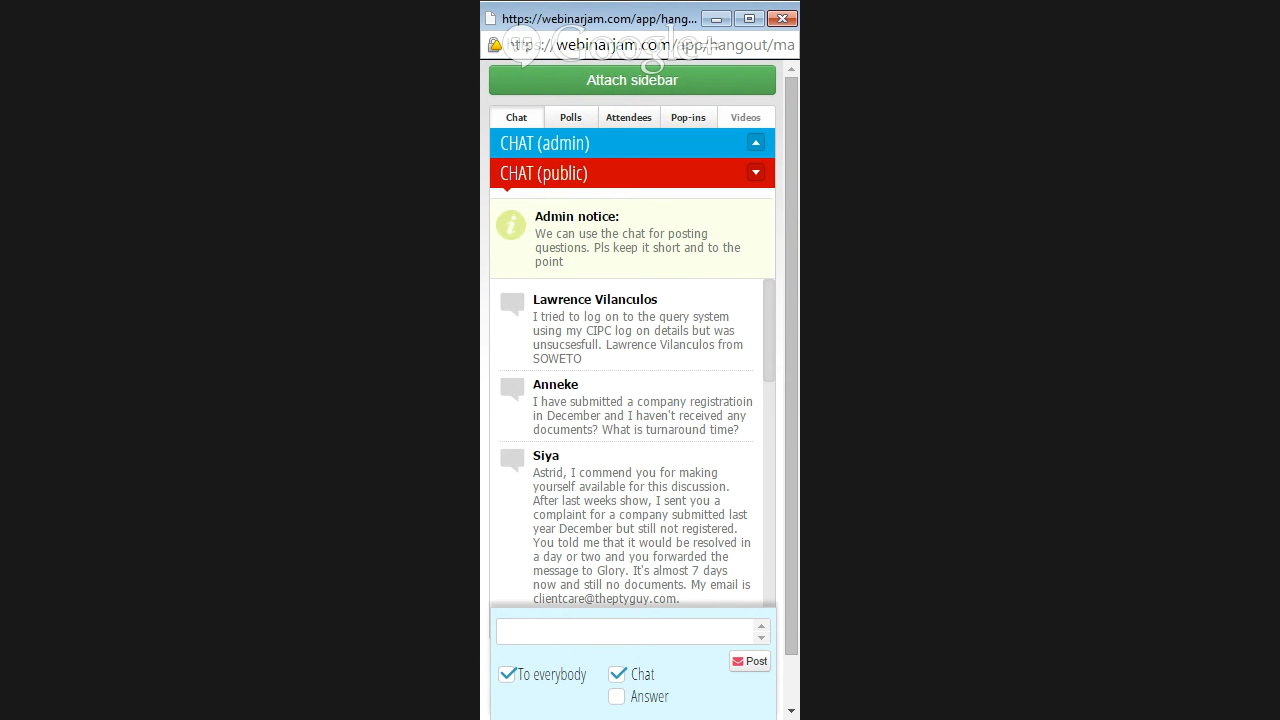 https://webinarjam.com/app/hang...
https://webinarjam.com/app/hangout/ma
Google+
Attach sidebar
Chat Polls Attendees Pop-ins Videos
CHAT (admin)
CHAT (public)
Admin notice:
We can use the chat for posting
questions. Pls keep it short and to the
point
Lawrence Vilanculos
I tried to log on to the query system
using my CIPC log on details but was
unsucsesfull. Lawrence Vilanculos from
SOWETO
Anneke
I have submitted a company registratioin
in December and I haven't received any
documents? What is turnaround time?
Siya
Astrid, I commend you for making
yourself available for this discussion.
After last weeks show, I sent you a
complaint for a company submitted last
year December but still not registered.
You told me that it would be resolved in
a day or two and you forwarded the
message to Glory. It's almost 7 days
now and still no documents. My email is
clientcare@theptyguy.com.
Post
To everybody Chat
Answer